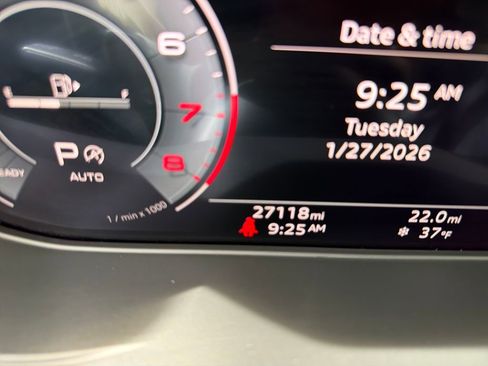 6
7
8
P
AUTO
READY
1 / min x 1000
Date & time
9:25 AM
Tuesday
1/27/2026
27118 mi
9:25 AM
22.0 mi
37°F